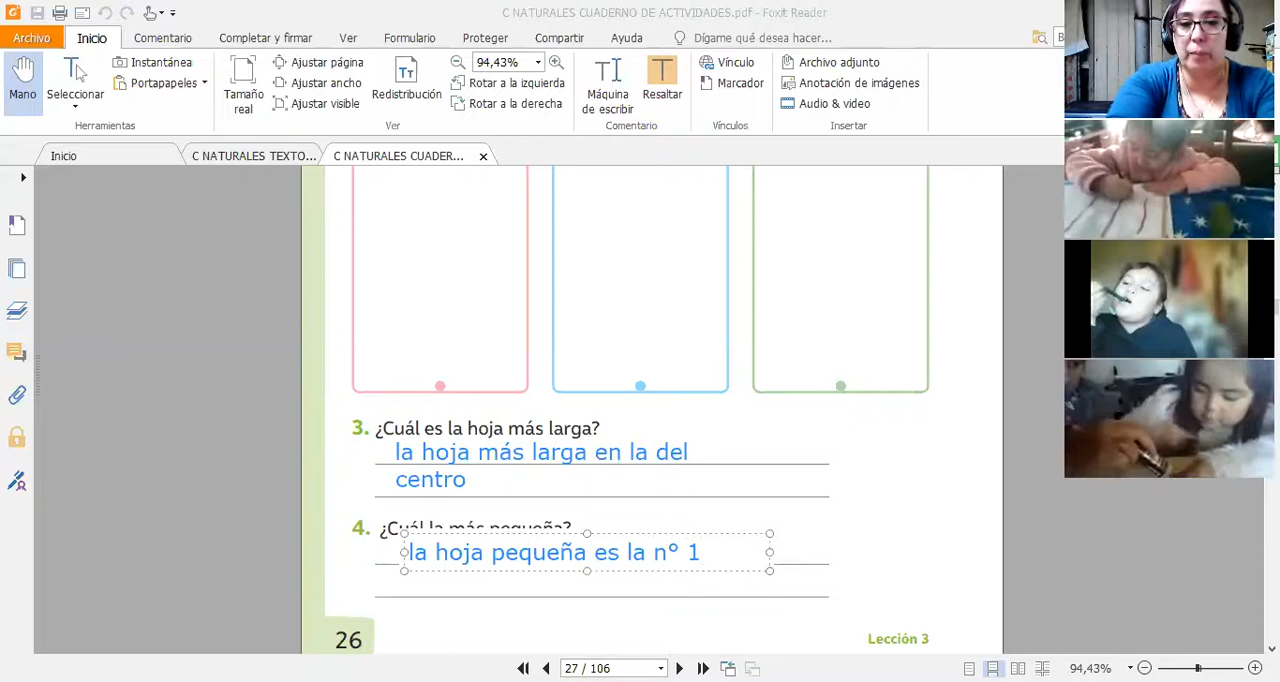 C NATURALES CUADERNO DE ACTIVIDADES.pdf - Foxit Reader
Archivo Inicio Comentario Completar y firmar Ver Formulario Compartir Ayuda Dígame qué desea hacer...
Mano
Seleccionar
Instantánea
Portapapeles
Herramientas
Tamaño real
Ajustar página
Ajustar ancho
Ajustar visible
Redistribución
94,43%
Rotar a la izquierda
Rotar a la derecha
Ver
Máquina de escribir
Resaltar
Comentario
Vínculo
Marcador
Vínculos
Archivo adjunto
Anotación de imágenes
Audio & video
Insertar
Inicio C NATURALES TEXTO... C NATURALES CUADER...
3. ¿Cuál es la hoja más larga?
la hoja más larga en la del
centro
4. ¿Cuál la más pequeña?
la hoja pequeña es la n° 1
26
Lección 3
27 / 106
94,43%